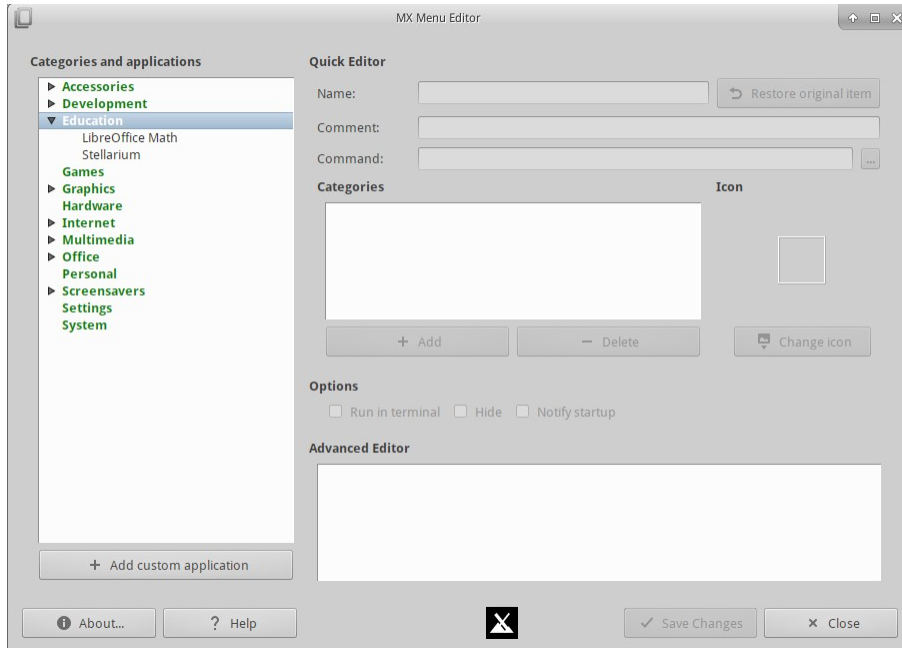 MX Menu Editor
Categories and applications
Accessories
Development
Education
LibreOffice Math
Stellarium
Games
Graphics
Hardware
Internet
Multimedia
Office
Personal
Screensavers
Settings
System
+ Add custom application
Quick Editor
Name:
Restore original item
Comment:
Command:
...
Categories
Icon
+ Add
− Delete
Change icon
Options
Run in terminal Hide Notify startup
Advanced Editor
About...
? Help
Save Changes
Close